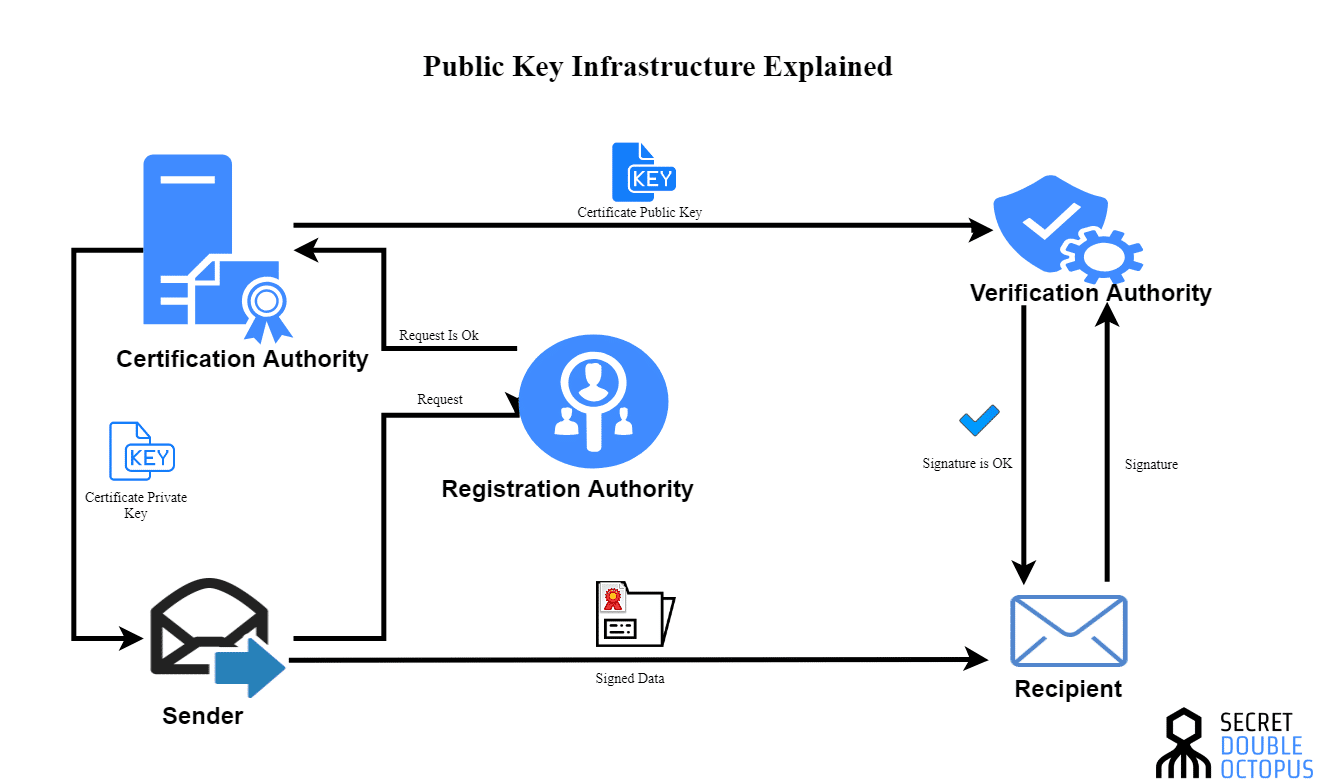 Public Key Infrastructure Explained
KEY
Certificate Public Key
Verification Authority
Request Is Ok
Certification Authority
Request
KEY
Certificate Private
Key
Registration Authority
Signature is OK
Signature
Signed Data
Sender
Recipient
SECRET
DOUBLE
OCTOPUS